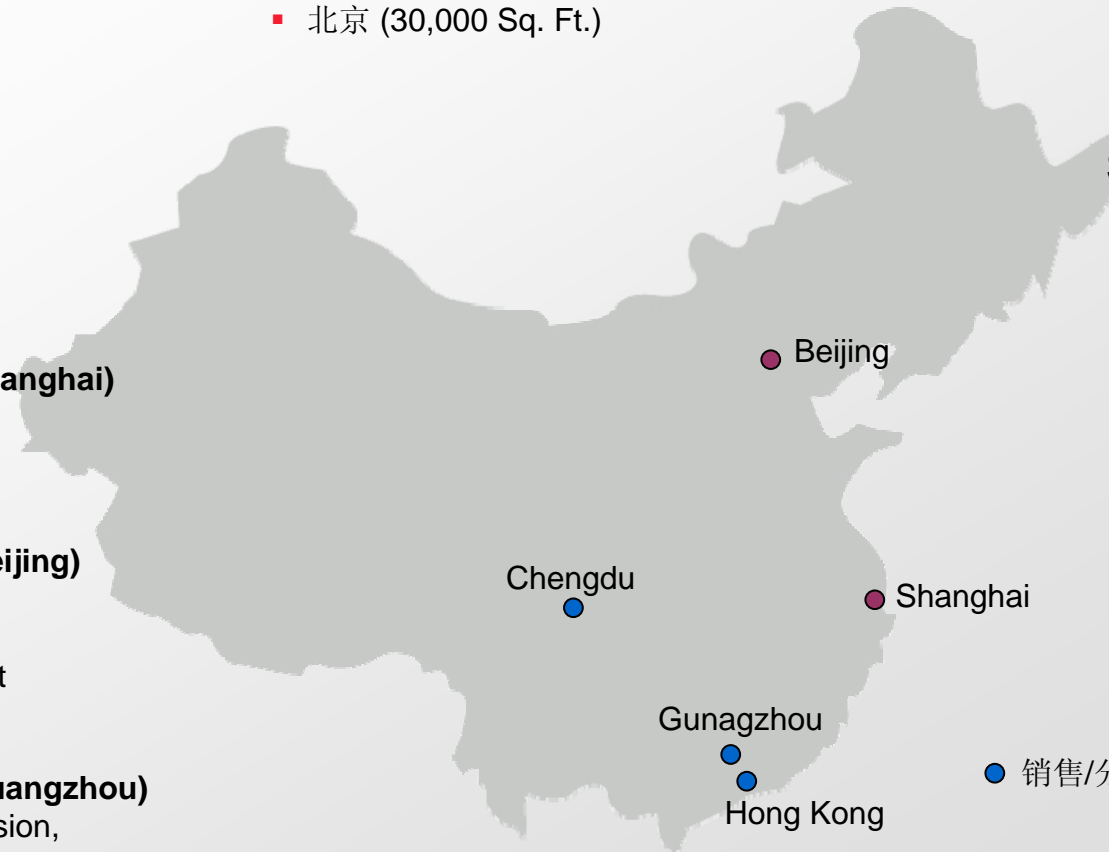 北京 (30,000 Sq. Ft.)
Beijing
anghai)
eijing)
Chengdu
Shanghai
t
Gunagzhou
销售/
uangzhou)
Hong Kong
sion,